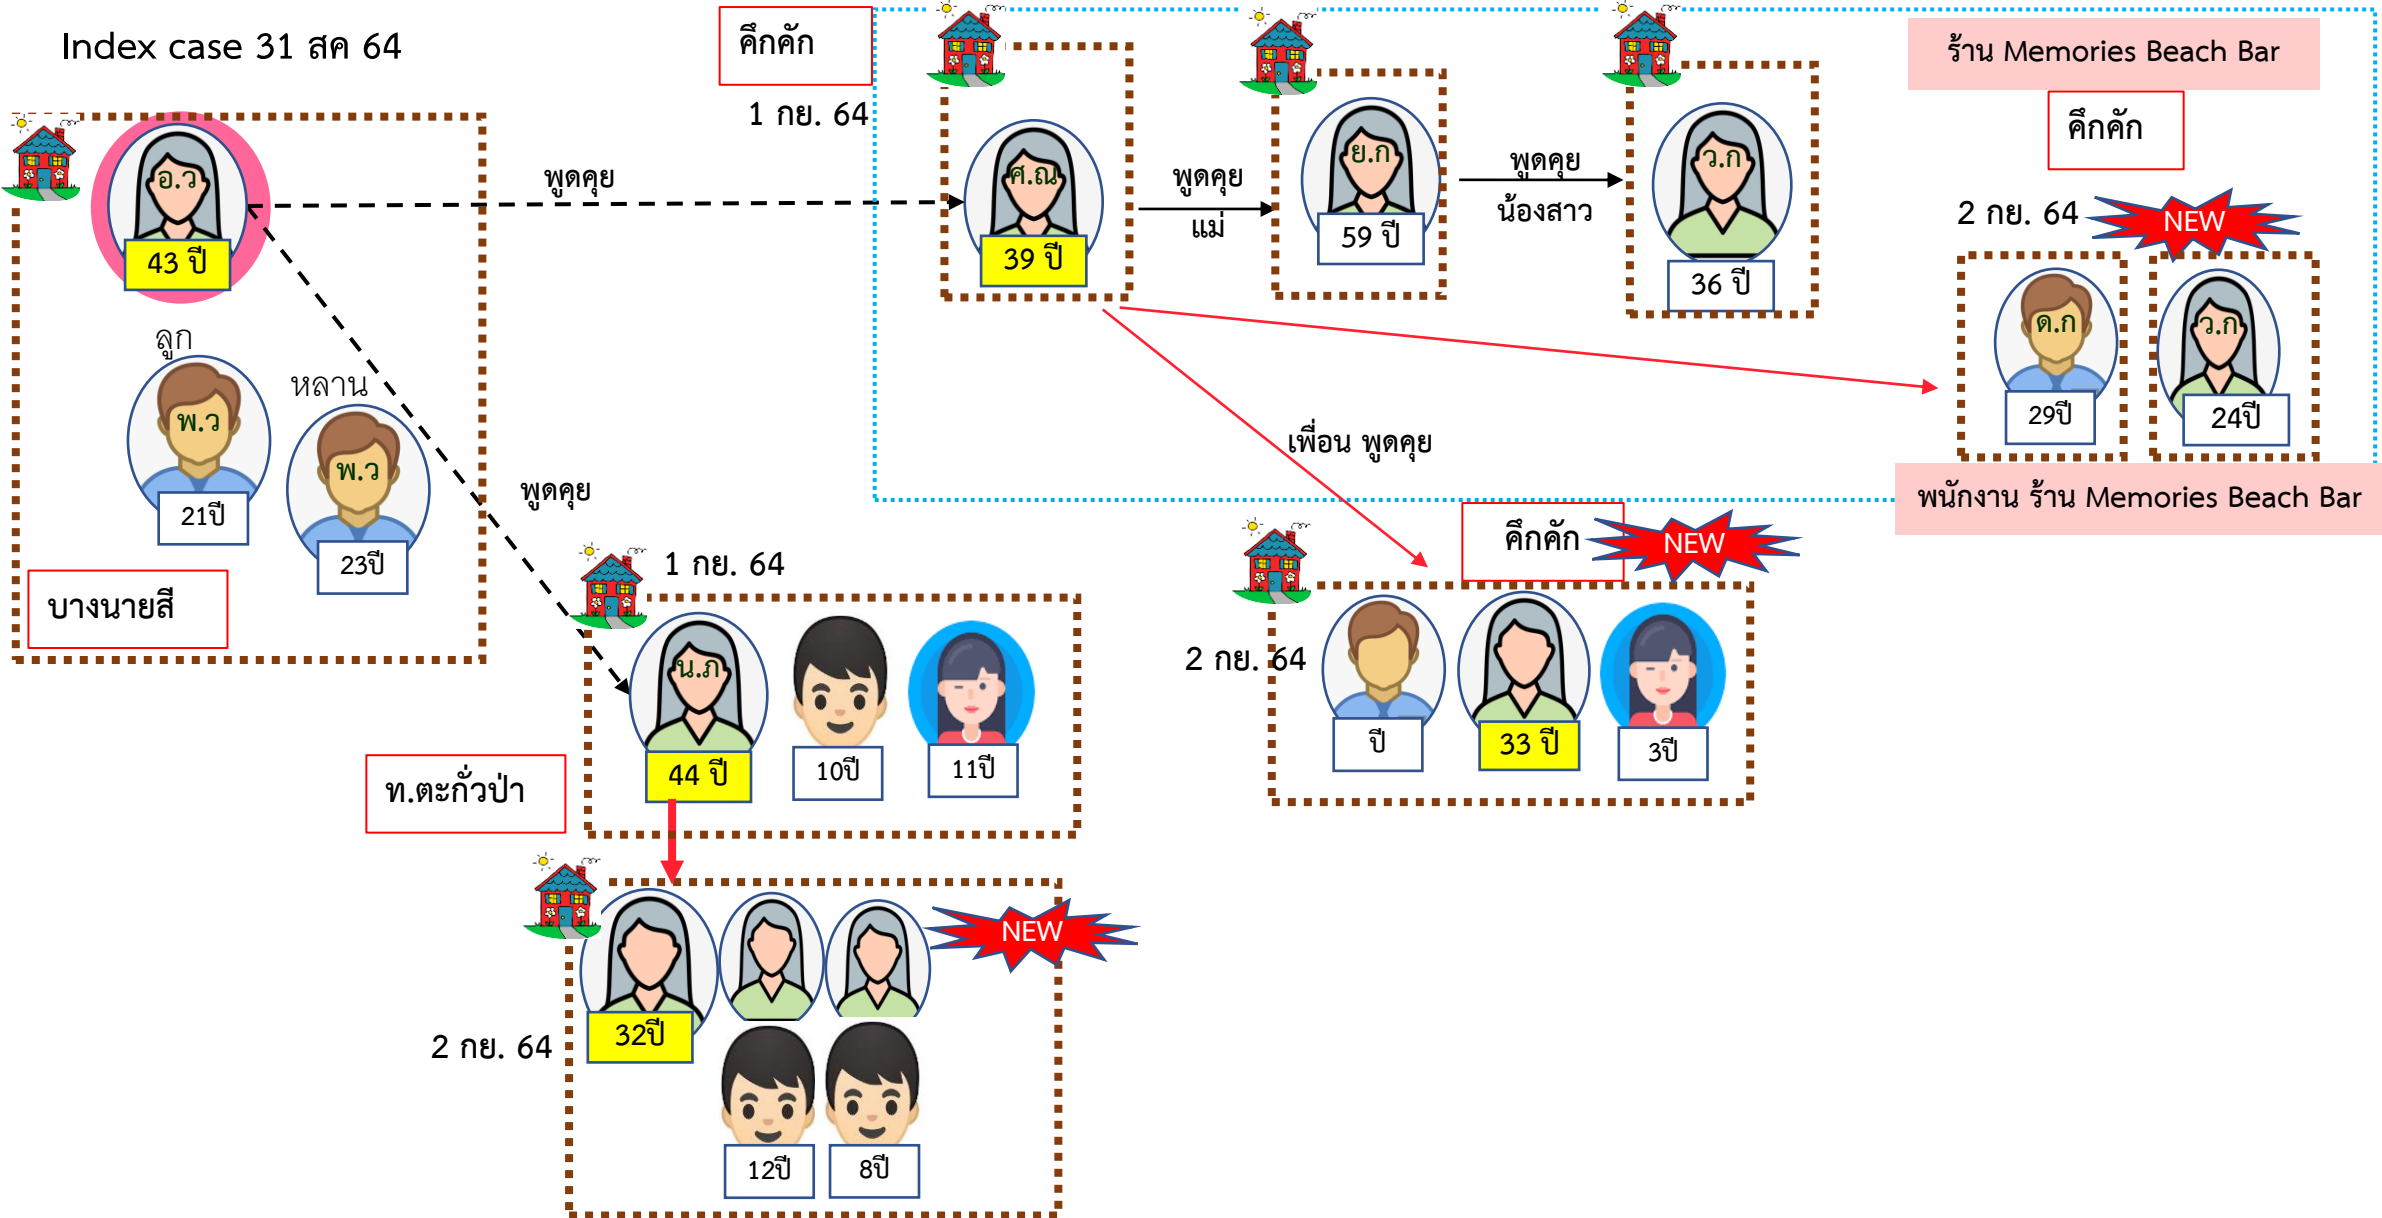 Index case 31 สค 64
คึกคัก
1 กย. 64
ร้าน Memories Beach Bar
คึกคัก
2 กย. 64
NEW
อ.ว
43 ปี
พูดคุย
ศ.ณ
39 ปี
พูดคุย
แม่
ย.ก
59 ปี
พูดคุย
น้องสาว
ว.ก
36 ปี
ด.ก
29ปี
ว.ก
24ปี
พนักงาน ร้าน Memories Beach Bar
ลูก
พ.ว
21ปี
หลาน
พ.ว
23ปี
บางนายสี
พูดคุย
เพื่อน พูดคุย
คึกคัก
NEW
2 กย. 64
ปี
33 ปี
3ปี
1 กย. 64
น.ภ
44 ปี
10ปี
11ปี
ท.ตะกั่วป่า
NEW
2 กย. 64
32ปี
12ปี
8ปี